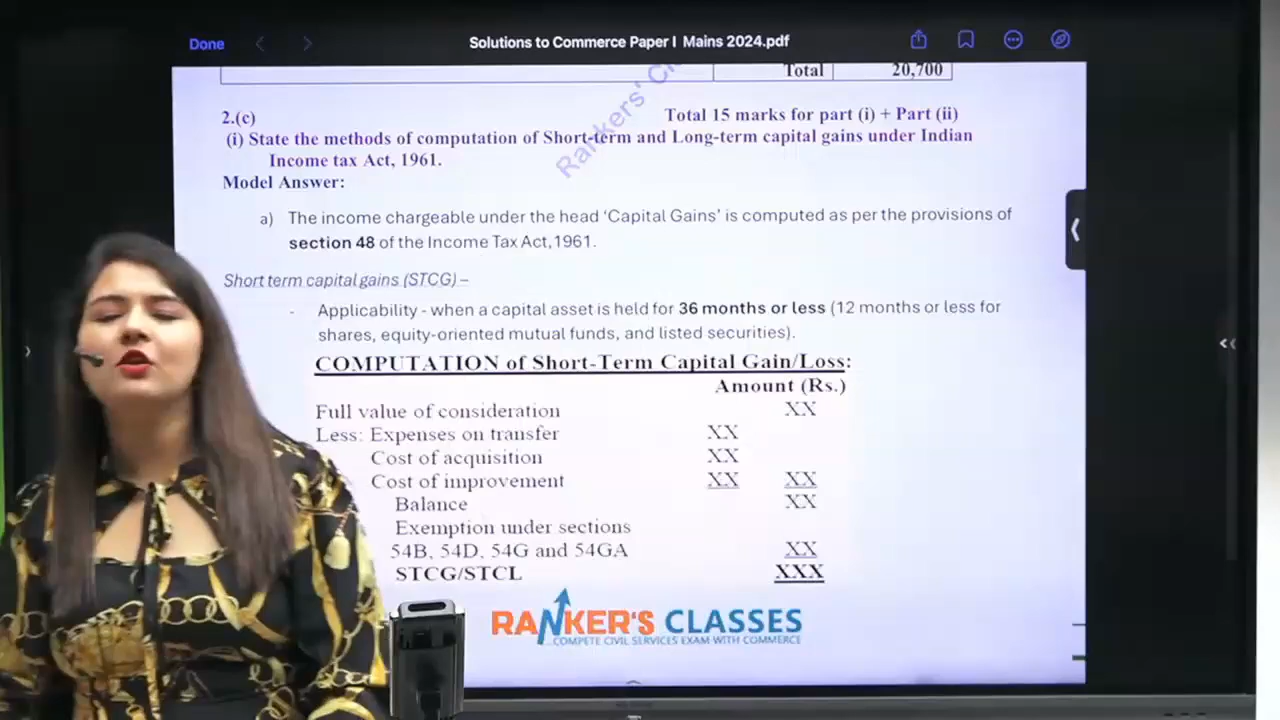 Done
Solutions to Commerce Paper I Mains 2024.pdf
Total 20,700
2.(c) Total 15 marks for part (i) + Part (ii)
(i) State the methods of computation of Short-term and Long-term capital gains under Indian
Income tax Act, 1961.
Model Answer:
a) The income chargeable under the head ‘Capital Gains’ is computed as per the provisions of
section 48 of the Income Tax Act,1961.
Short term capital gains (STCG) –
- Applicability - when a capital asset is held for 36 months or less (12 months or less for
shares, equity-oriented mutual funds, and listed securities).
COMPUTATION of Short-Term Capital Gain/Loss:
Amount (Rs.)
Full value of consideration XX
Less: Expenses on transfer XX
Cost of acquisition XX
Cost of improvement XX XX
Balance XX
Exemption under sections
54B, 54D, 54G and 54GA XX
STCG/STCL XXX
RANKER'S CLASSES
...COMPETE CIVIL SERVICES EXAM WITH COMMERCE
Rankers'